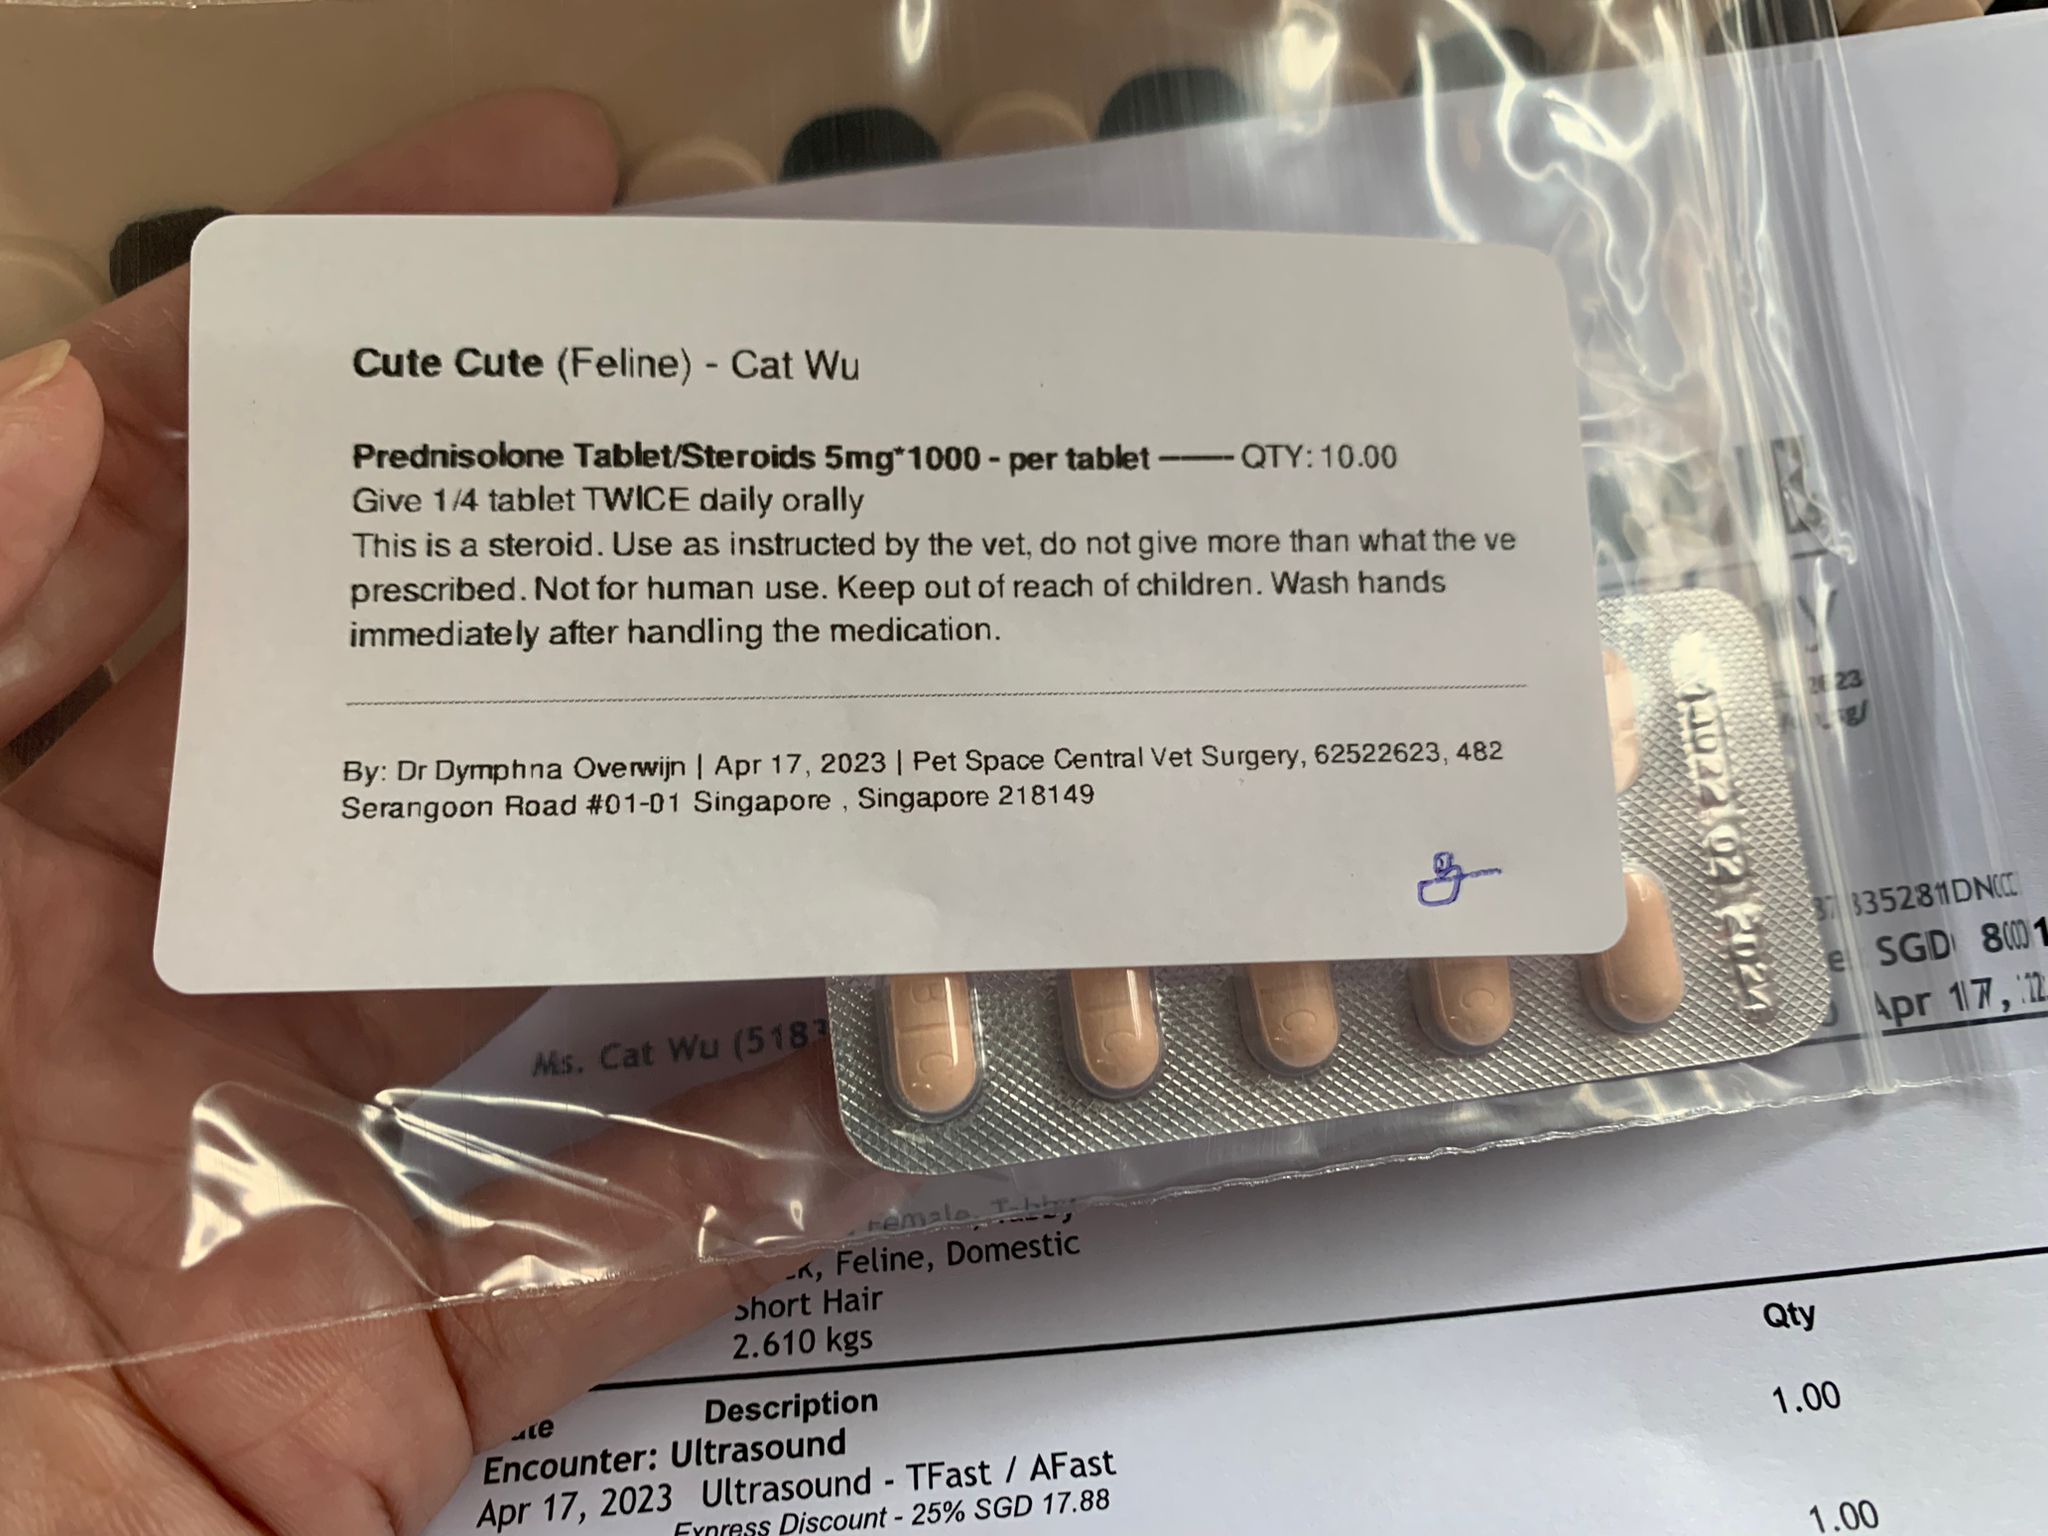 Cute Cute (Feline) - Cat Wu
Prednisolone Tablet/Steroids 5mg*1000 - per tablet ——— QTY: 10.00
Give 1/4 tablet TWICE daily orally
This is a steroid. Use as instructed by the vet, do not give more than what the ve
prescribed. Not for human use. Keep out of reach of children. Wash hands
immediately after handling the medication.
By: Dr Dymphna Overwijn | Apr 17, 2023 | Pet Space Central Vet Surgery, 62522623, 482
Serangoon Road #01-01 Singapore , Singapore 218149
SGD
Apr 17,
Ms. Cat Wu (518
B C
C
C
C
Female, Tabby
Feline, Domestic
Short Hair
2.610 kgs
Description Qty
Encounter: Ultrasound
Apr 17, 2023 Ultrasound - TFast / AFast 1.00
Express Discount - 25% SGD 17.88
1.00